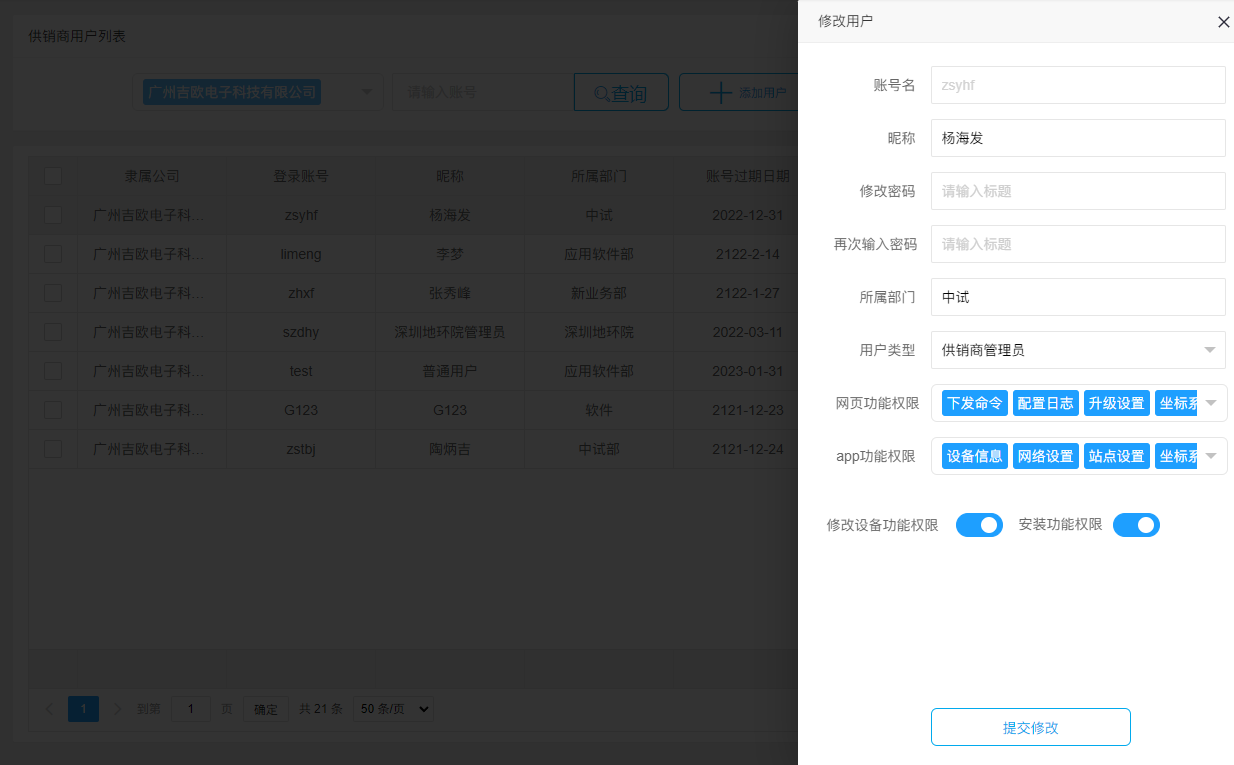 供销商用户列表
广州吉欧电子科技有限公司
请输入账号
查询
添加用户
隶属公司 登录账号 昵称 所属部门 账号过期日期
广州吉欧电子科... zsyhf 杨海发 中试 2022-12-31
广州吉欧电子科... limeng 李梦 应用软件部 2122-2-14
广州吉欧电子科... zhxf 张秀峰 新业务部 2122-1-27
广州吉欧电子科... szdhy 深圳地环院管理员 深圳地环院 2022-03-11
广州吉欧电子科... test 普通用户 应用软件部 2023-01-31
广州吉欧电子科... G123 G123 软件 2121-12-23
广州吉欧电子科... zstbj 陶炳吉 中试部 2121-12-24
1 到第 1 页 确定 共 21 条 50 条/页
修改用户
账号名 zsyhf
昵称 杨海发
修改密码 请输入标题
再次输入密码 请输入标题
所属部门 中试
用户类型 供销商管理员
网页功能权限 下发命令 配置日志 升级设置 坐标系
app功能权限 设备信息 网络设置 站点设置 坐标系
修改设备功能权限 安装功能权限
提交修改